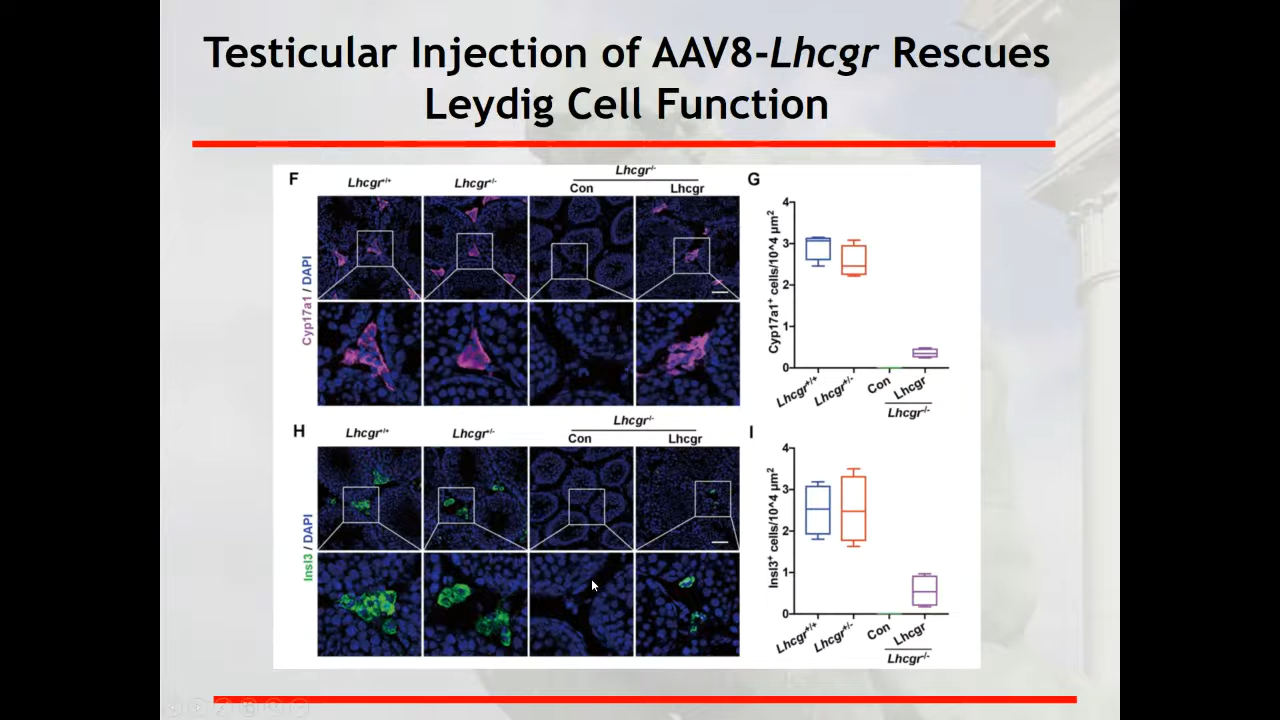 Testicular Injection of AAV8-Lhcgr Rescues
Leydig Cell Function
F
Lhcgr+/+
Lhcgr+/-
Lhcgr-/-
Con
Lhcgr
Cyp17a1 / DAPI
G
Cyp17a1+ cells/10^4 μm2
4
3
2
1
0
Lhcgr+/+
Lhcgr+/-
Con
Lhcgr
Lhcgr-/-
H
Lhcgr+/+
Lhcgr+/-
Lhcgr-/-
Con
Lhcgr
Insl3 / DAPI
I
Insl3+ cells/10^4 μm2
4
3
2
1
0
Lhcgr+/+
Lhcgr+/-
Con
Lhcgr
Lhcgr-/-